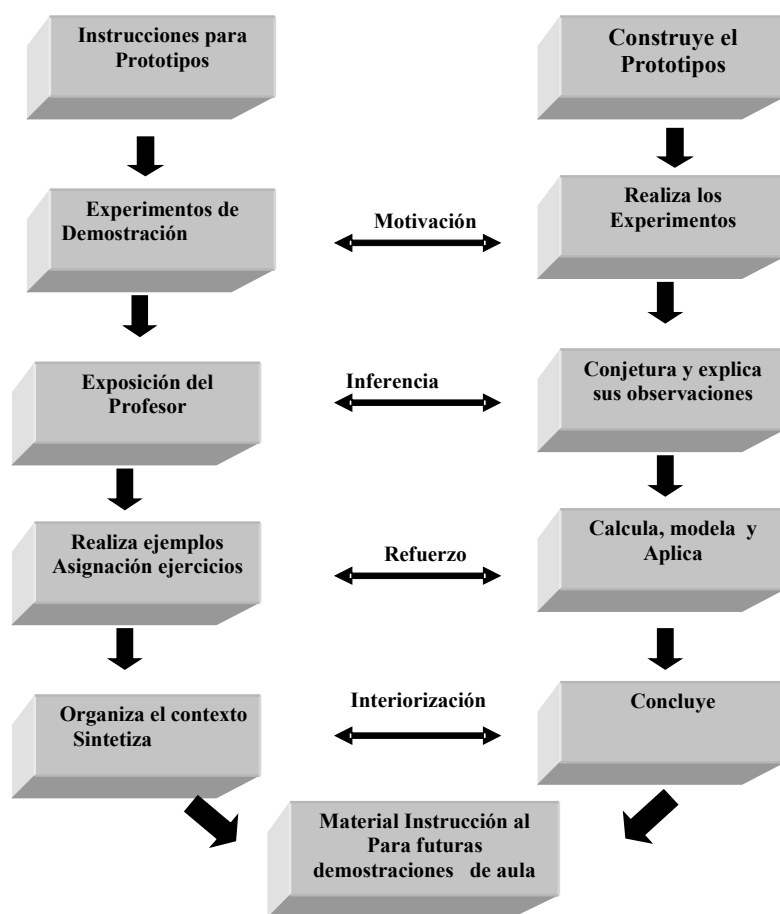 Instrucciones para
Prototipos
Construye el
Prototipos
Experimentos de
Demostración
Motivación
Realiza los
Experimentos
Exposición del
Profesor
Inferencia
Conjetura y explica
sus observaciones
Realiza ejemplos
Asignación ejercicios
Refuerzo
Calcula, modela y
Aplica
Organiza el contexto
Sintetiza
Interiorización
Concluye
Material Instrucción al
Para futuras
demostraciones de aula